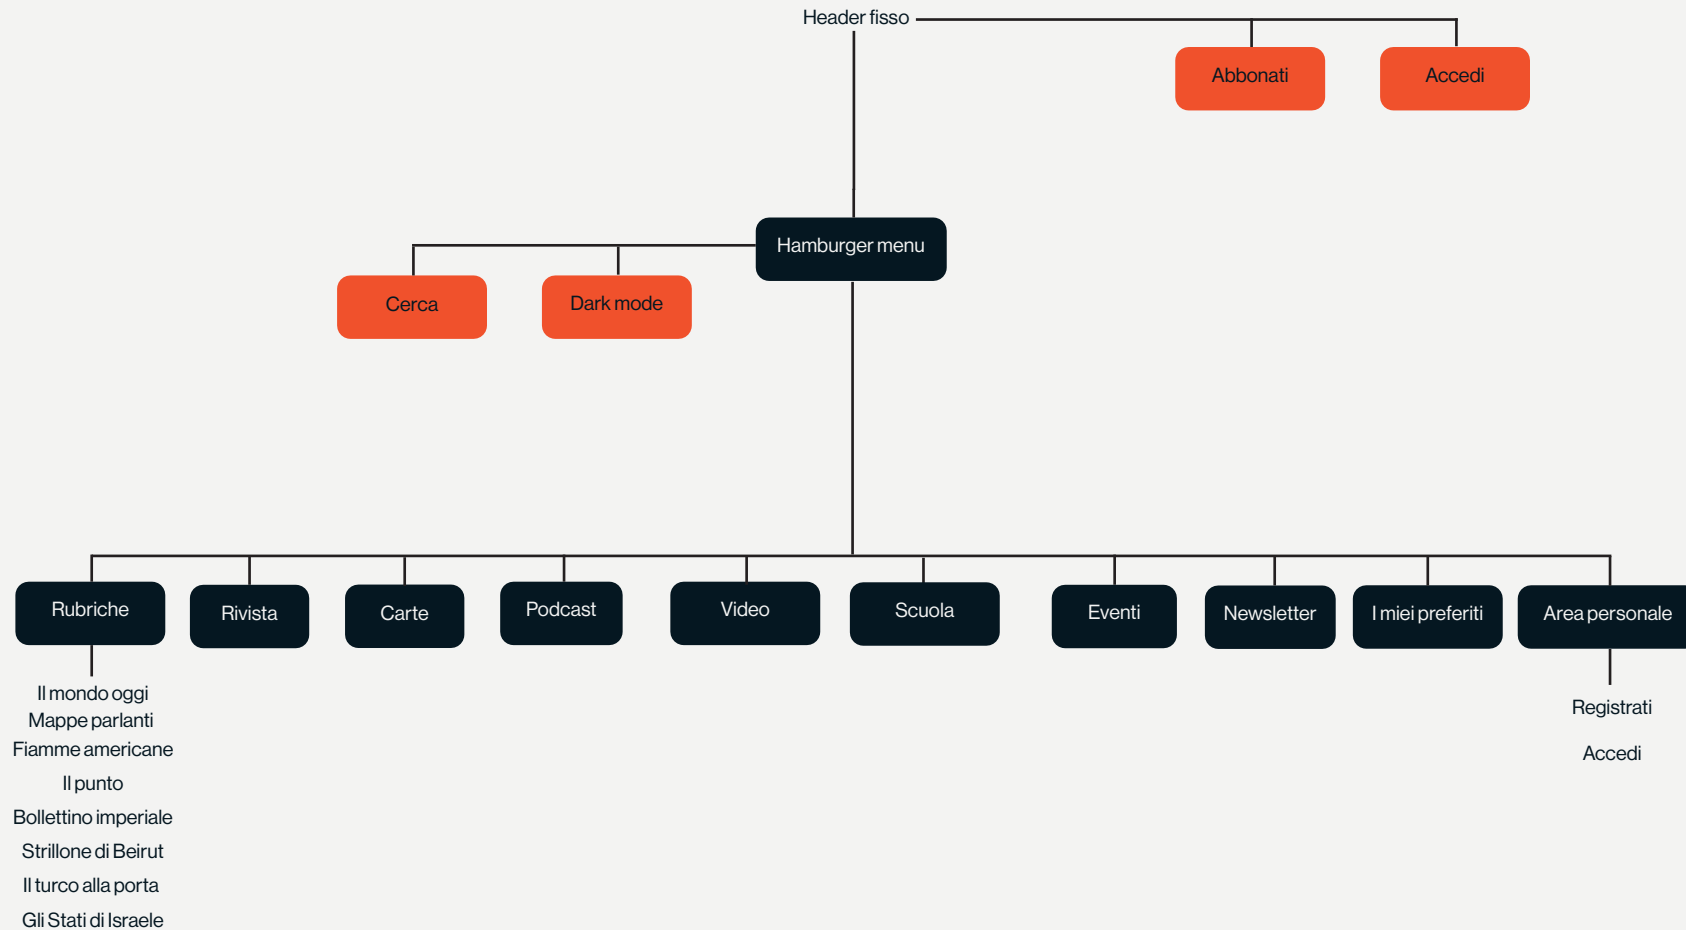 Header fisso
Abbonati
Accedi
Hamburger menu
Cerca
Dark mode
Rubriche
Rivista
Carte
Podcast
Video
Scuola
Eventi
Newsletter
I miei preferiti
Area personale
Il mondo oggi
Mappe parlanti
Fiamme americane
Il punto
Bollettino imperiale
Strillone di Beirut
Il turco alla porta
Gli Stati di Israele
Registrati
Accedi